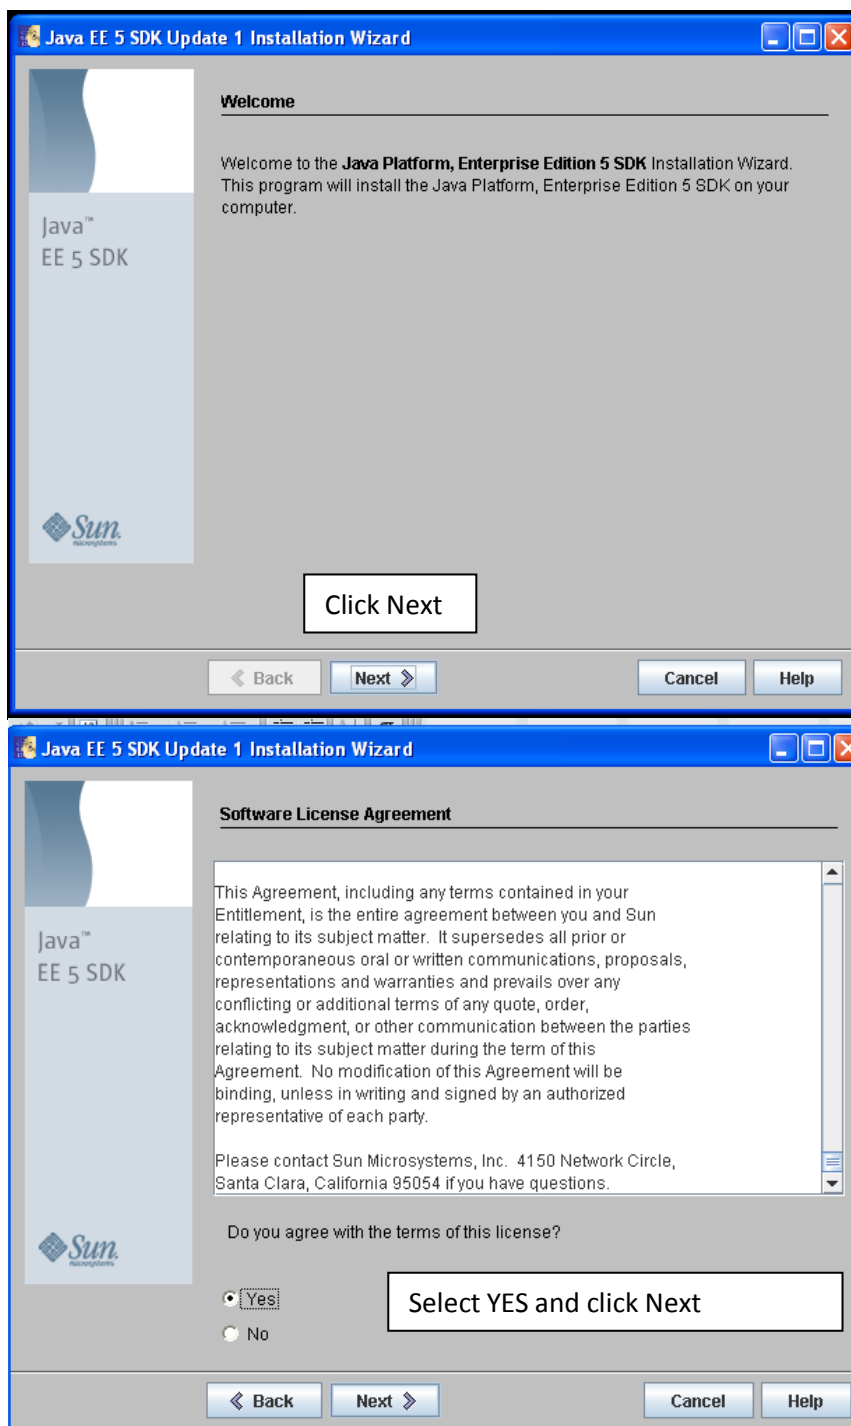 Java EE 5 SDK Update 1 Installation Wizard
Welcome
Welcome to the Java Platform, Enterprise Edition 5 SDK Installation Wizard.
This program will install the Java Platform, Enterprise Edition 5 SDK on your
computer.
Java™
EE 5 SDK
Sun
microsystems
Click Next
Back
Next
Cancel
Help
Java EE 5 SDK Update 1 Installation Wizard
Software License Agreement
This Agreement, including any terms contained in your
Entitlement, is the entire agreement between you and Sun
relating to its subject matter. It supersedes all prior or
contemporaneous oral or written communications, proposals,
representations and warranties and prevails over any
conflicting or additional terms of any quote, order,
acknowledgment, or other communication between the parties
relating to its subject matter during the term of this
Agreement. No modification of this Agreement will be
binding, unless in writing and signed by an authorized
representative of each party.
Please contact Sun Microsystems, Inc. 4150 Network Circle,
Santa Clara, California 95054 if you have questions.
Java™
EE 5 SDK
Sun
microsystems
Do you agree with the terms of this license?
Yes
No
Select YES and click Next
Back
Next
Cancel
Help